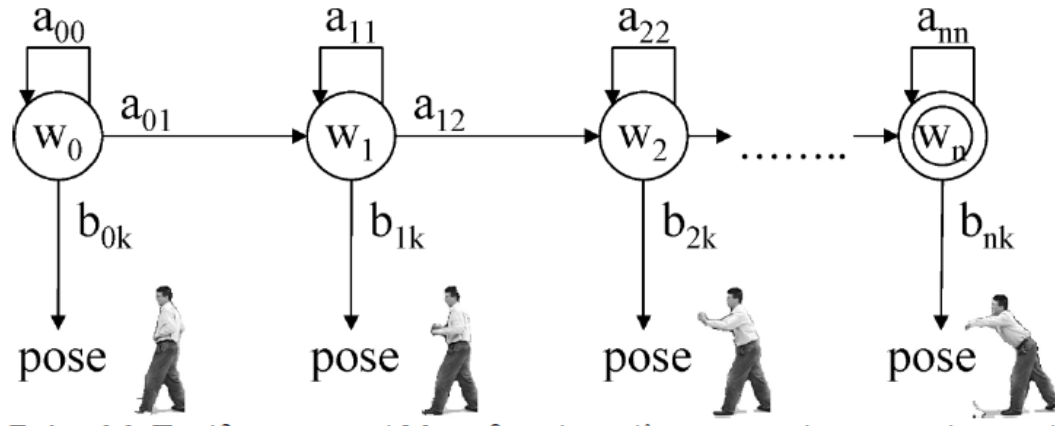 a00 a11 a22 ann
w0 a01 w1 a12 w2 ........ wn
b0k b1k b2k bnk
pose pose pose pose